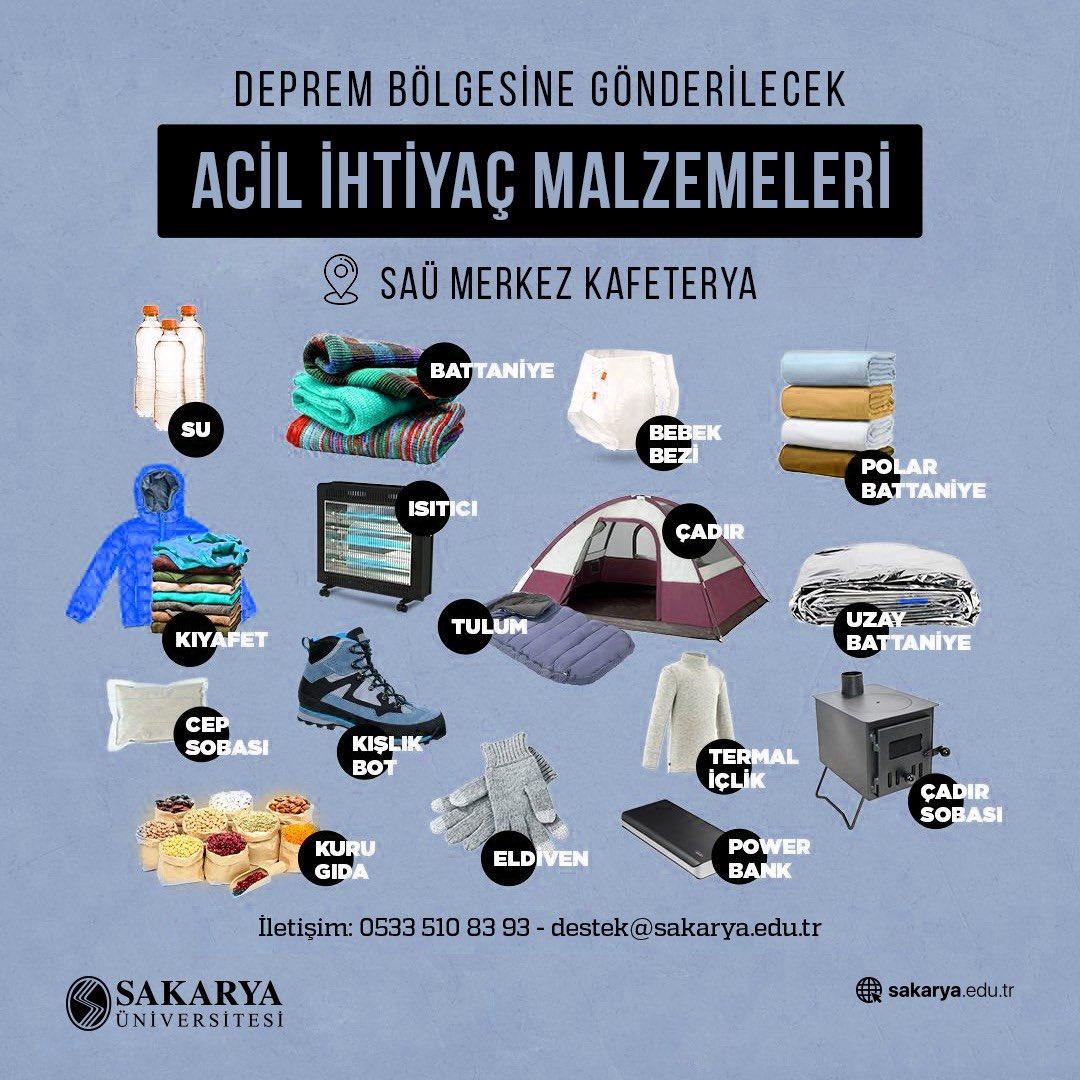 DEPREM BÖLGESİNE GÖNDERİLECEK
ACİL İHTİYAÇ MALZEMELERİ
SAÜ MERKEZ KAFETERYA
SU
BATTANİYE
BEBEK
BEZİ
POLAR
BATTANİYE
KIYAFET
ISITICI
TULUM
ÇADIR
UZAY
BATTANİYE
CEP
SOBASI
KIŞLIK
BOT
TERMAL
İÇLİK
ÇADIR
SOBASI
KURU
GIDA
ELDİVEN
POWER
BANK
İletişim: 0533 510 83 93 - destek@sakarya.edu.tr
SAKARYA
ÜNİVERSİTESİ
sakarya.edu.tr